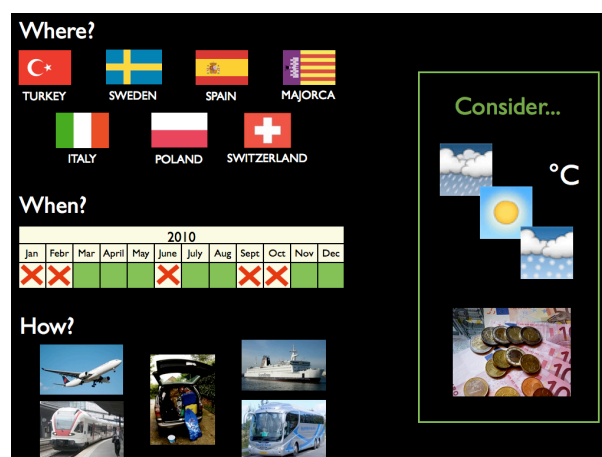 Where?
TURKEY SWEDEN SPAIN MAJORCA
ITALY POLAND SWITZERLAND
Consider...
°C
When?
2010
Jan Febr Mar April May June July Aug Sept Oct Nov Dec
How?